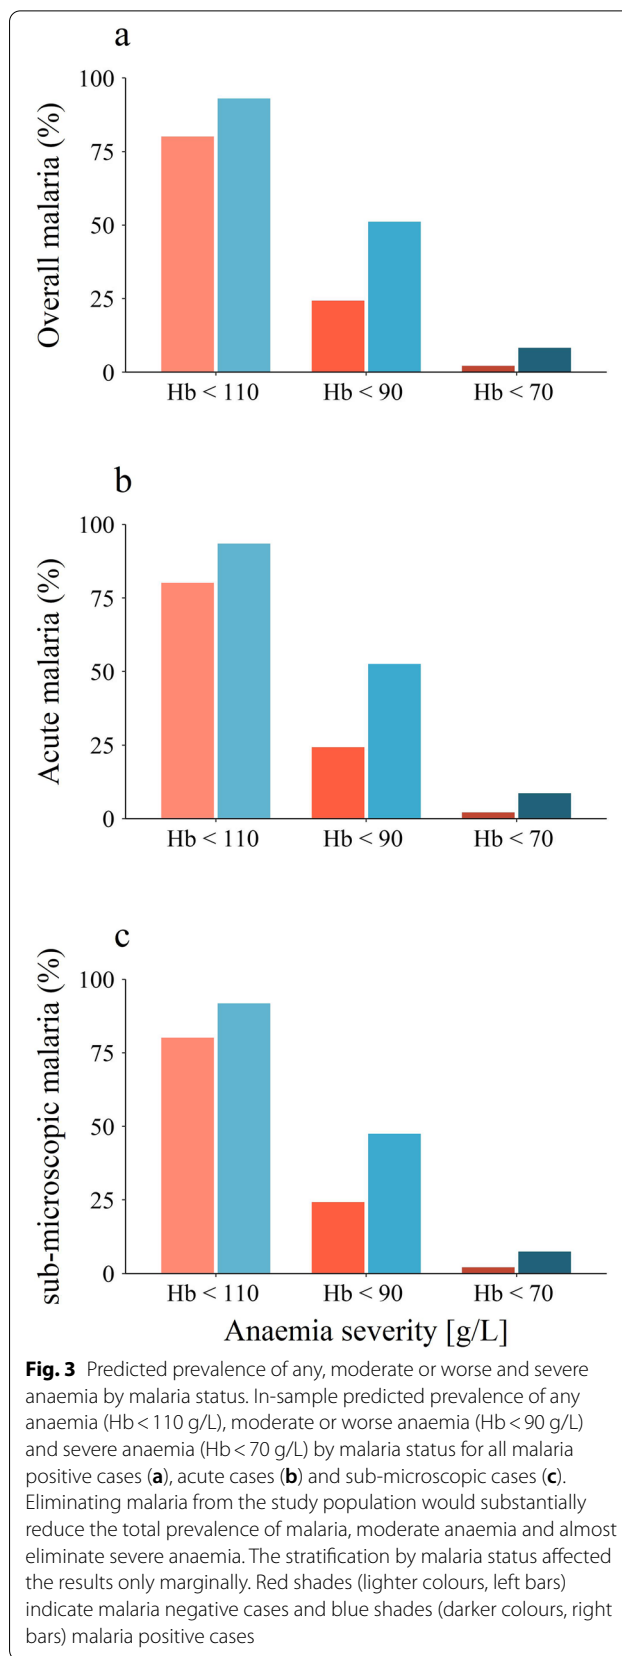 a
Overall malaria (%)
100
75
50
25
0
Hb < 110 Hb < 90 Hb < 70
b
Acute malaria (%)
100
75
50
25
0
Hb < 110 Hb < 90 Hb < 70
c
sub-microscopic malaria (%)
100
75
50
25
0
Hb < 110 Hb < 90 Hb < 70
Anaemia severity [g/L]
Fig. 3 Predicted prevalence of any, moderate or worse and severe
anaemia by malaria status. In-sample predicted prevalence of any
anaemia (Hb < 110 g/L), moderate or worse anaemia (Hb < 90 g/L)
and severe anaemia (Hb < 70 g/L) by malaria status for all malaria
positive cases (a), acute cases (b) and sub-microscopic cases (c).
Eliminating malaria from the study population would substantially
reduce the total prevalence of malaria, moderate anaemia and almost
eliminate severe anaemia. The stratification by malaria status affected
the results only marginally. Red shades (lighter colours, left bars)
indicate malaria negative cases and blue shades (darker colours, right
bars) malaria positive cases